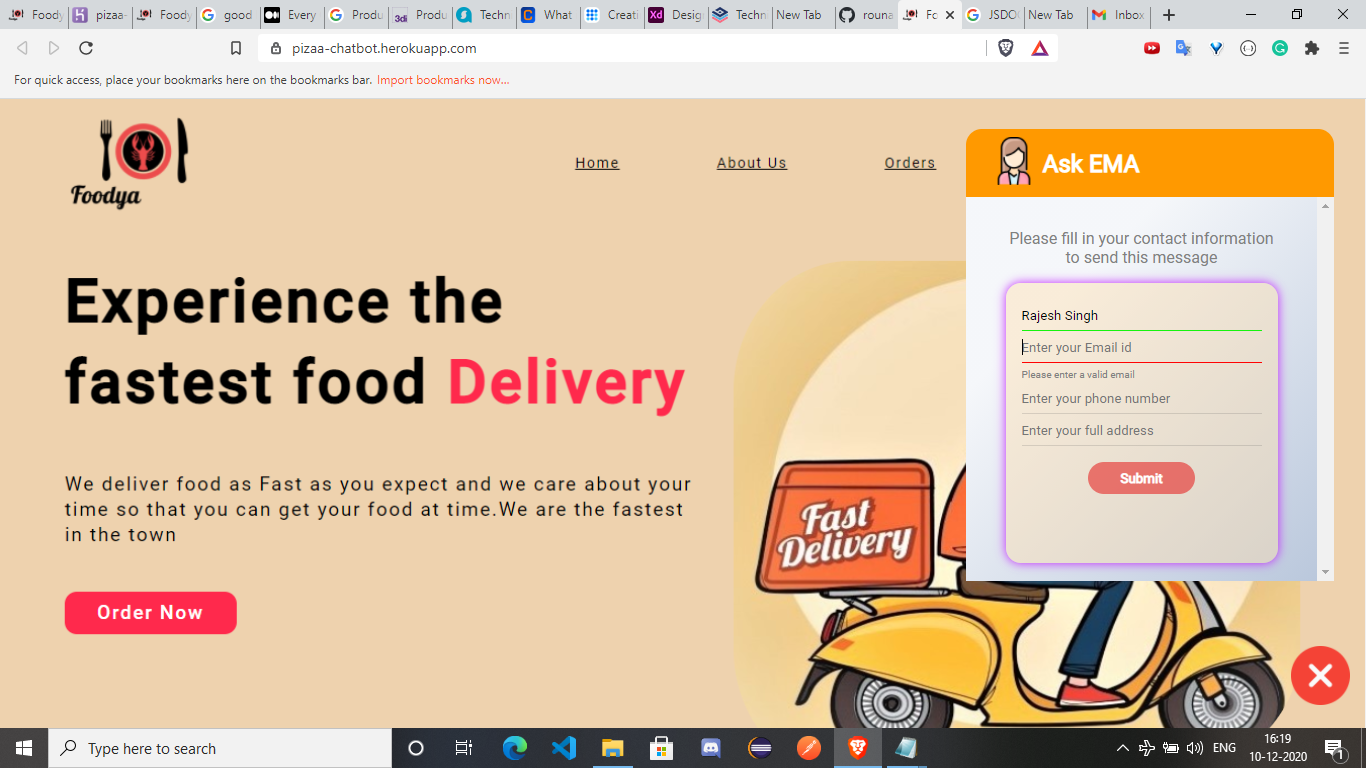 Foody
pizaa-
Foody
good
Every
Produ
3di
Produ
Techn
What
Creati
Xd
Desig
Techn
New Tab
rouna
Fo
JSDO
New Tab
Inbox
pizaa-chatbot.herokuapp.com
For quick access, place your bookmarks here on the bookmarks bar. Import bookmarks now...
Foodya
Home
About Us
Orders
Experience the
fastest food Delivery
We deliver food as Fast as you expect and we care about your
time so that you can get your food at time.We are the fastest
in the town
Order Now
Fast
Delivery
Ask EMA
Please fill in your contact information
to send this message
Rajesh Singh
Enter your Email id
Please enter a valid email
Enter your phone number
Enter your full address
Submit
Type here to search
ENG
16:19
10-12-2020
1